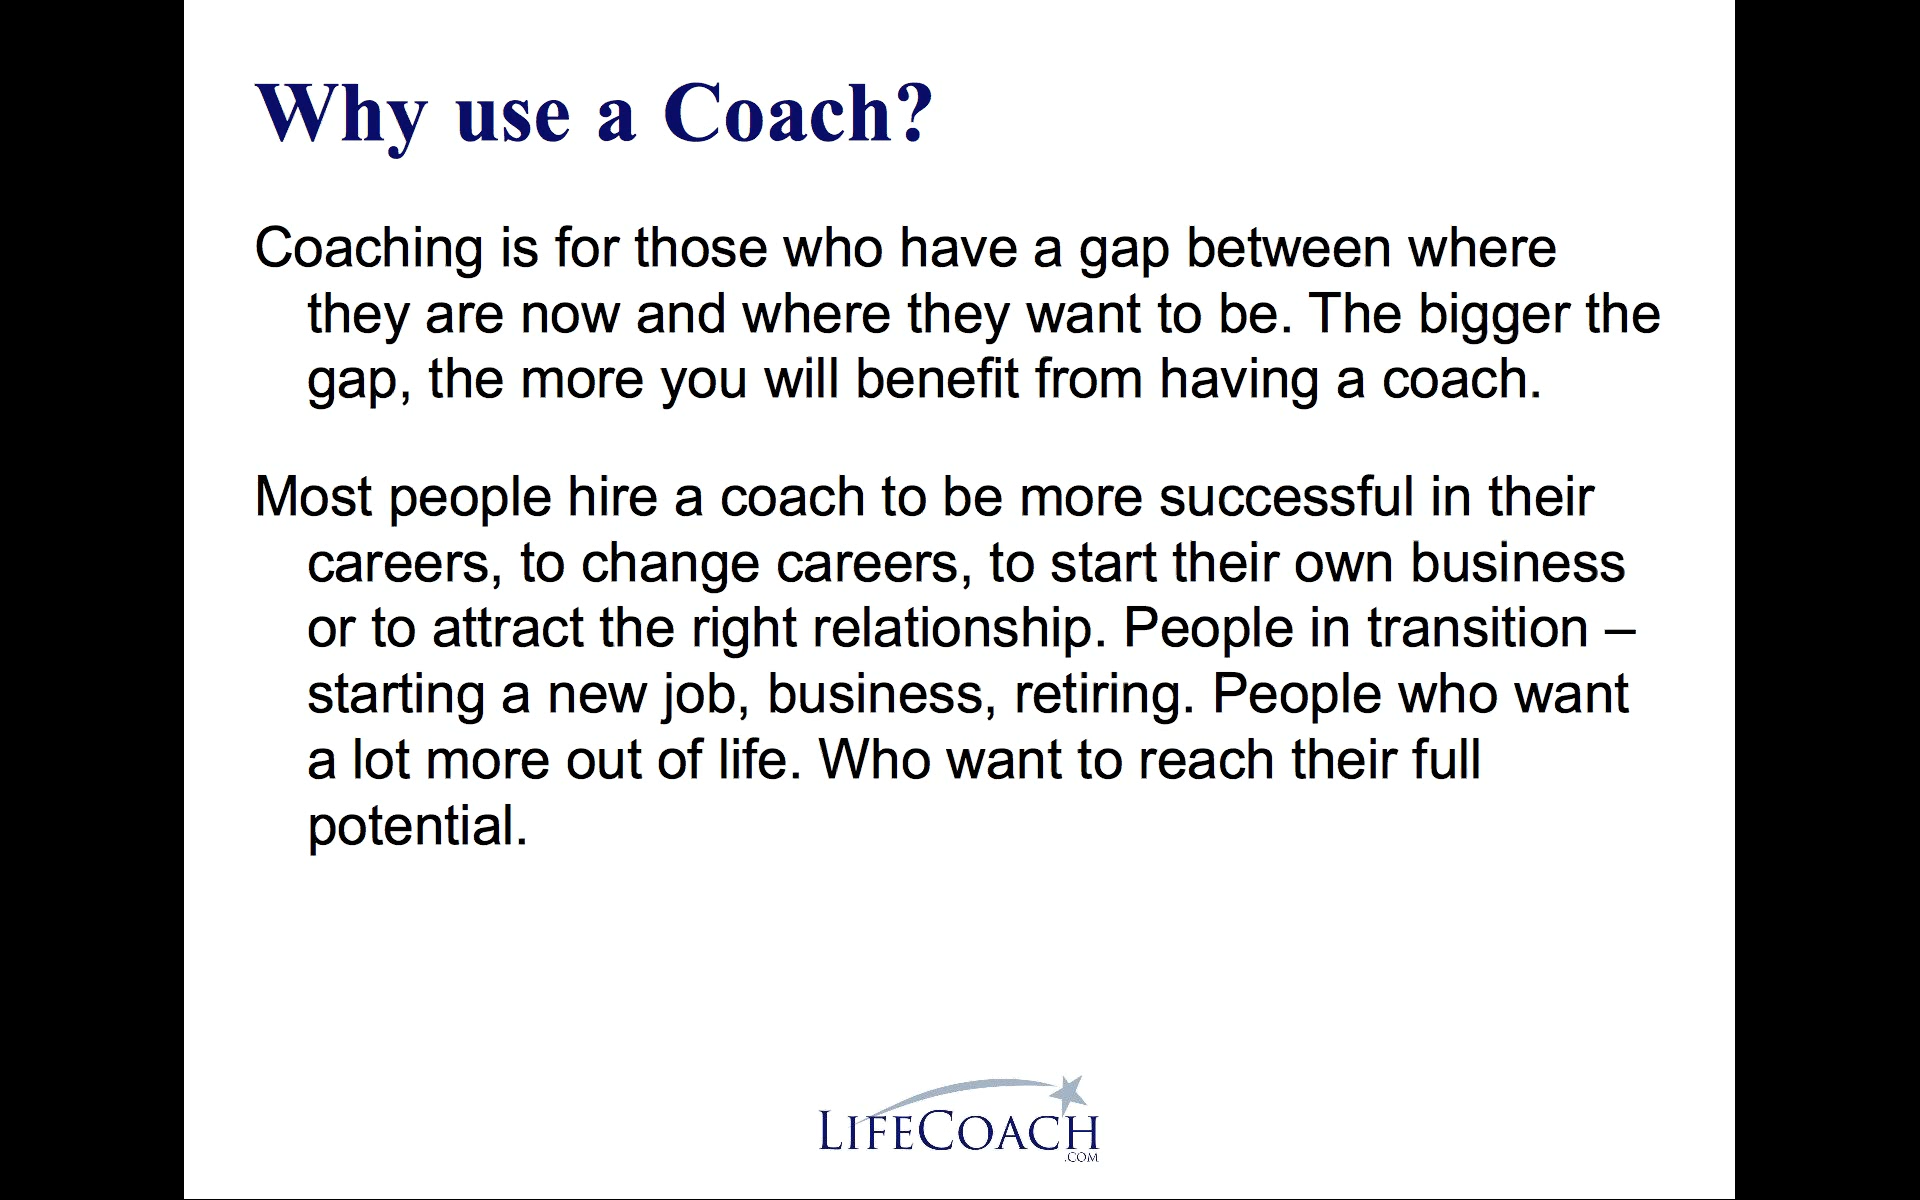 Why use a Coach?
Coaching is for those who have a gap between where
they are now and where they want to be. The bigger the
gap, the more you will benefit from having a coach.
Most people hire a coach to be more successful in their
careers, to change careers, to start their own business
or to attract the right relationship. People in transition –
starting a new job, business, retiring. People who want
a lot more out of life. Who want to reach their full
potential.
LIFECOACH
.COM